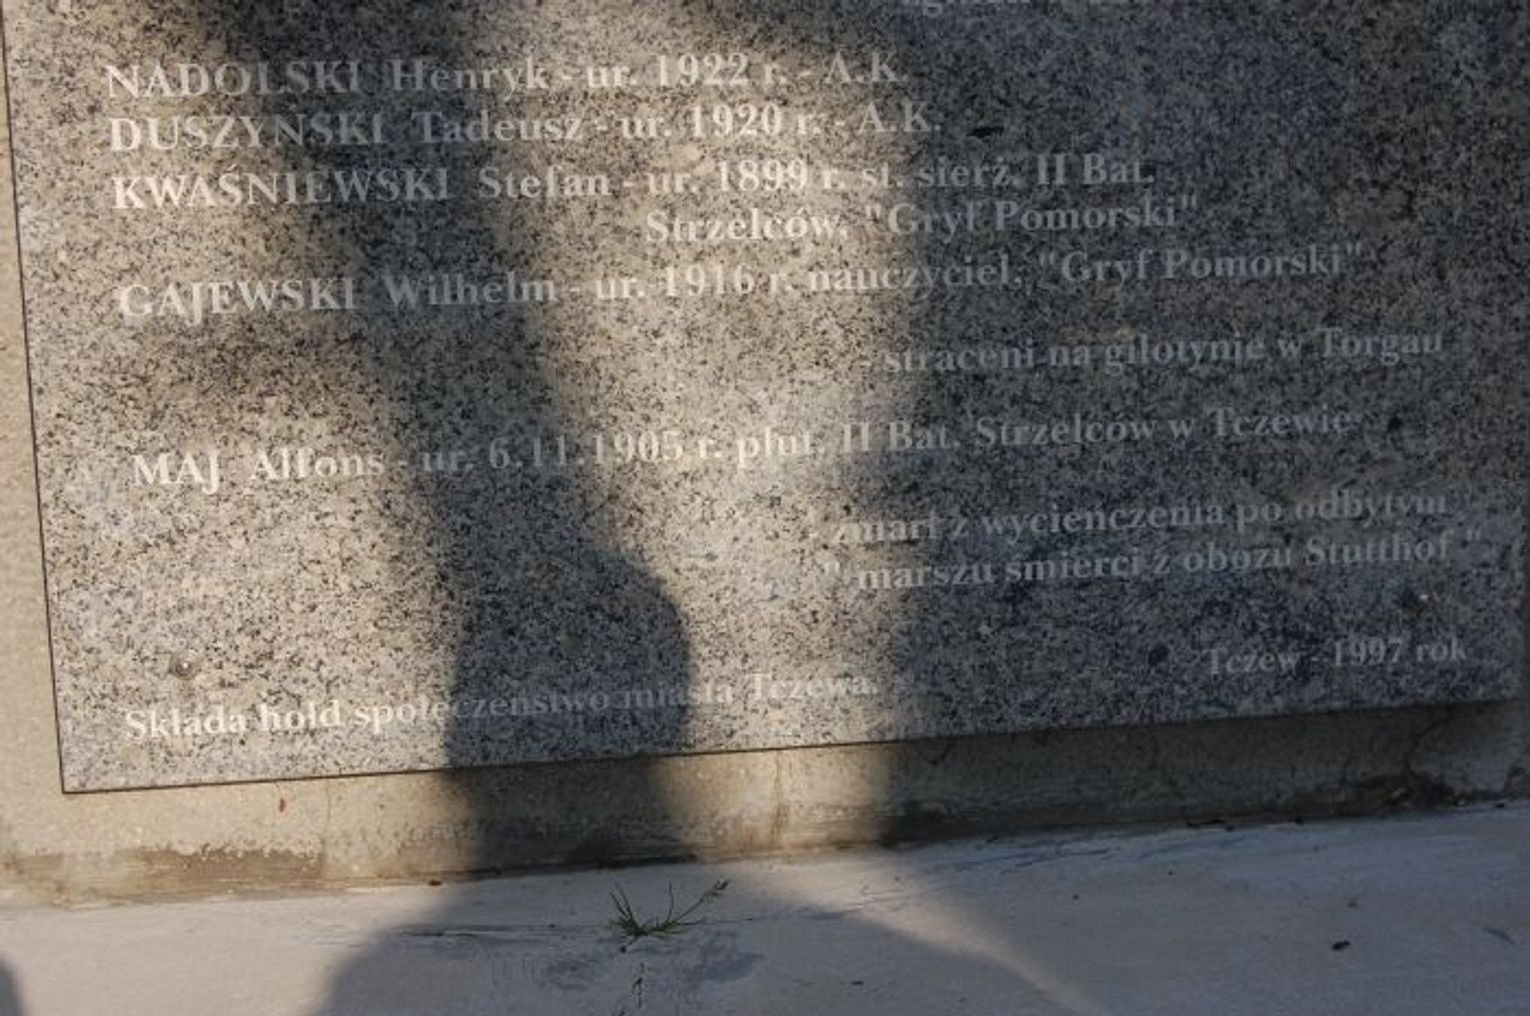 NADOLSKI Henryk - ur. 1922 r. - A.K.
DUSZYŃSKI Tadeusz - ur. 1920 r. - A.K.
KWAŚNIEWSKI Stefan - ur. 1899 r. st. sierż. II Bat.
Strzelców, "Gryf Pomorski"
GAJEWSKI Wilhelm - ur. 1916 r. nauczyciel, "Gryf Pomorski"
- straceni na gilotynie w Torgau
MAJ Alfons - ur. 6.11.1905 r. plut. II Bat. Strzelców w Tczewie
- zmarł z wycieńczenia po odbytym
" marszu śmierci z obozu Stutthof "
Tczew - 1997 rok
Składa hołd społeczeństwo miasta Tczewa.